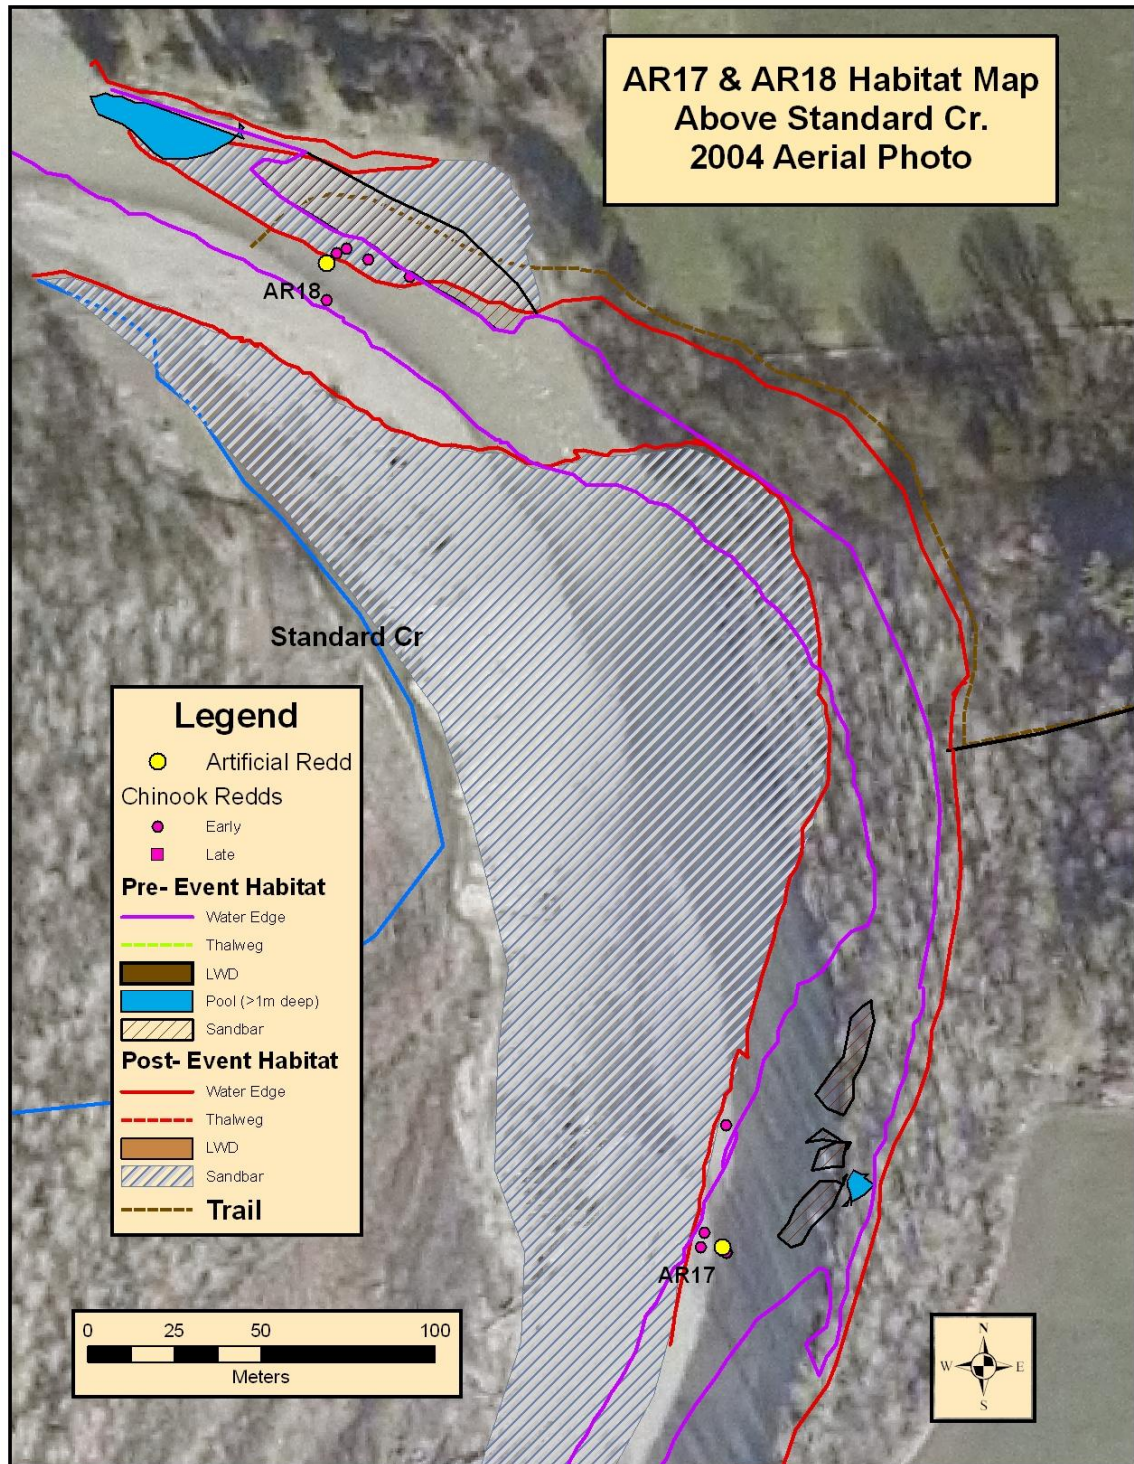 AR17 & AR18 Habitat Map
Above Standard Cr.
2004 Aerial Photo
AR18
Standard Cr
Legend
Artificial Redd
Chinook Redds
Early
Late
Pre- Event Habitat
Water Edge
Thalweg
LWD
Pool (>1m deep)
Sandbar
Post- Event Habitat
Water Edge
Thalweg
LWD
Sandbar
Trail
AR17
0 25 50 100
Meters
N
W E
S